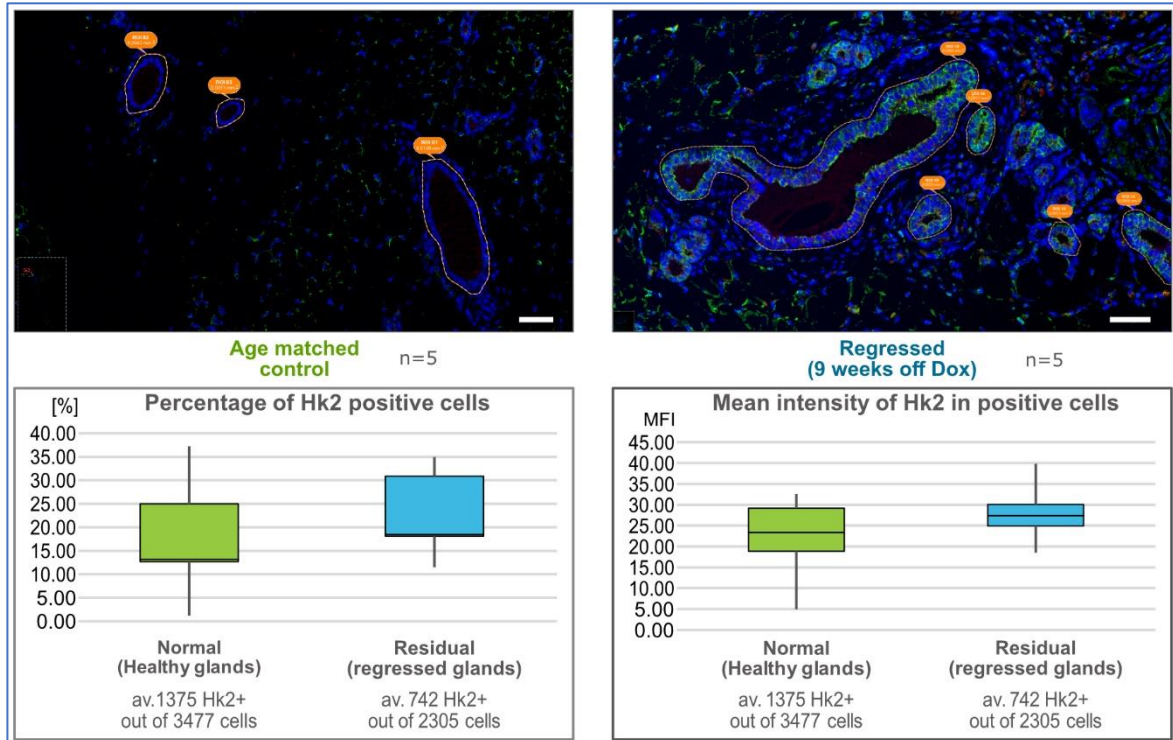 Age matched
control
n=5
Regressed
(9 weeks off Dox)
n=5
Percentage of Hk2 positive cells
[%]
40.00
35.00
30.00
25.00
20.00
15.00
10.00
5.00
0.00
Normal
(Healthy glands)
Residual
(regressed glands)
av.1375 Hk2+
out of 3477 cells
av. 742 Hk2+
out of 2305 cells
Mean intensity of Hk2 in positive cells
MFI
45.00
40.00
35.00
30.00
25.00
20.00
15.00
10.00
5.00
0.00
Normal
(Healthy glands)
Residual
(regressed glands)
av. 1375 Hk2+
out of 3477 cells
av. 742 Hk2+
out of 2305 cells